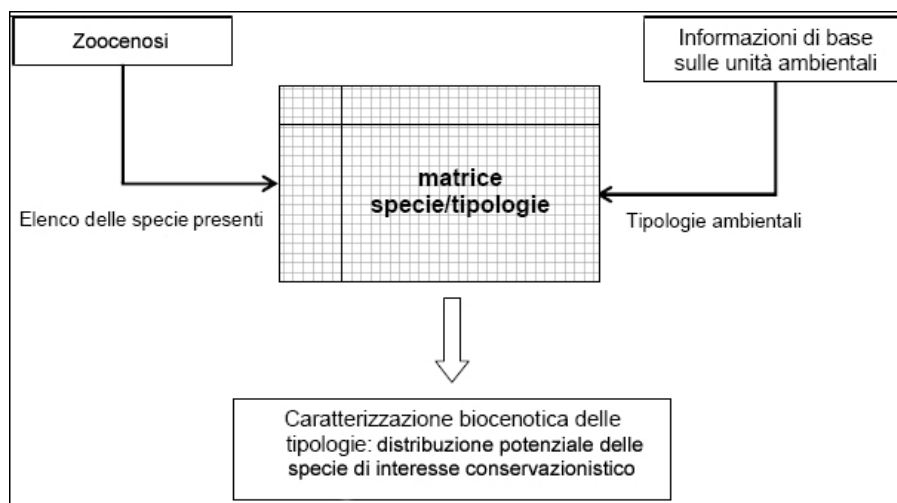 Zoocenosi
Informazioni di base
sulle unità ambientali
matrice
specie/tipologie
Elenco delle specie presenti
Tipologie ambientali
Caratterizzazione biocenotica delle
tipologie: distribuzione potenziale delle
specie di interesse conservazionistico